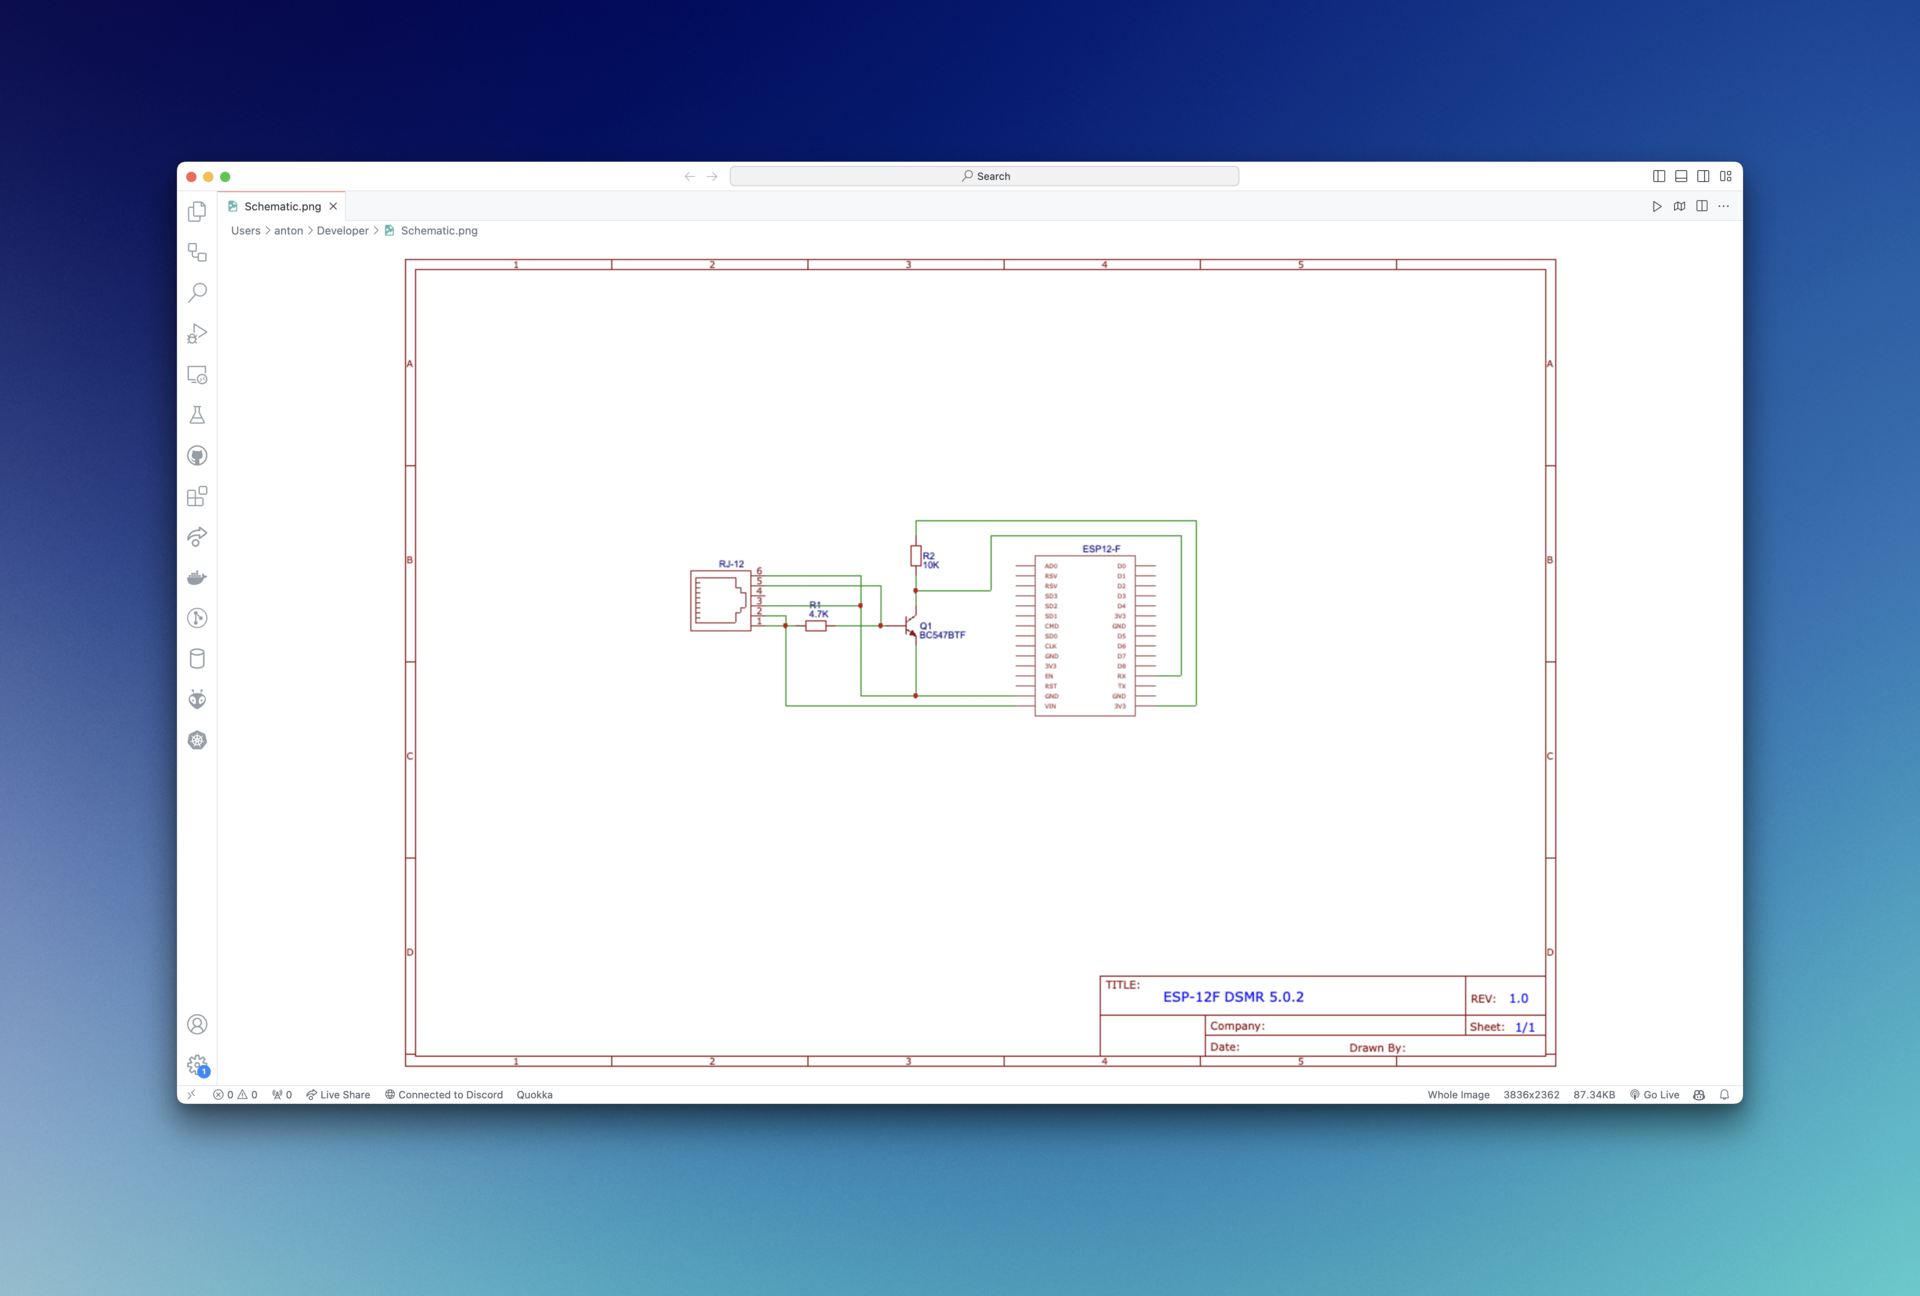 Search
Schematic.png
Users > anton > Developer > Schematic.png
1 2 3 4 5
A A
B B
C C
D D
RJ-12
6
5
4
3
2
1
R1
4.7K
R2
10K
Q1
BC547BTF
ESP12-F
AD0 D0
RSV D1
RSV D2
SD3 D3
SD2 D4
SD1 3V3
CMD GND
SD0 D5
CLK D6
GND D7
3V3 D8
EN RX
RST TX
GND GND
VIN 3V3
TITLE:
ESP-12F DSMR 5.0.2
REV: 1.0
Company:
Sheet: 1/1
Date:
Drawn By:
1 2 3 4 5
1
0 0 0 Live Share Connected to Discord Quokka
Whole Image 3836x2362 87.34KB Go Live